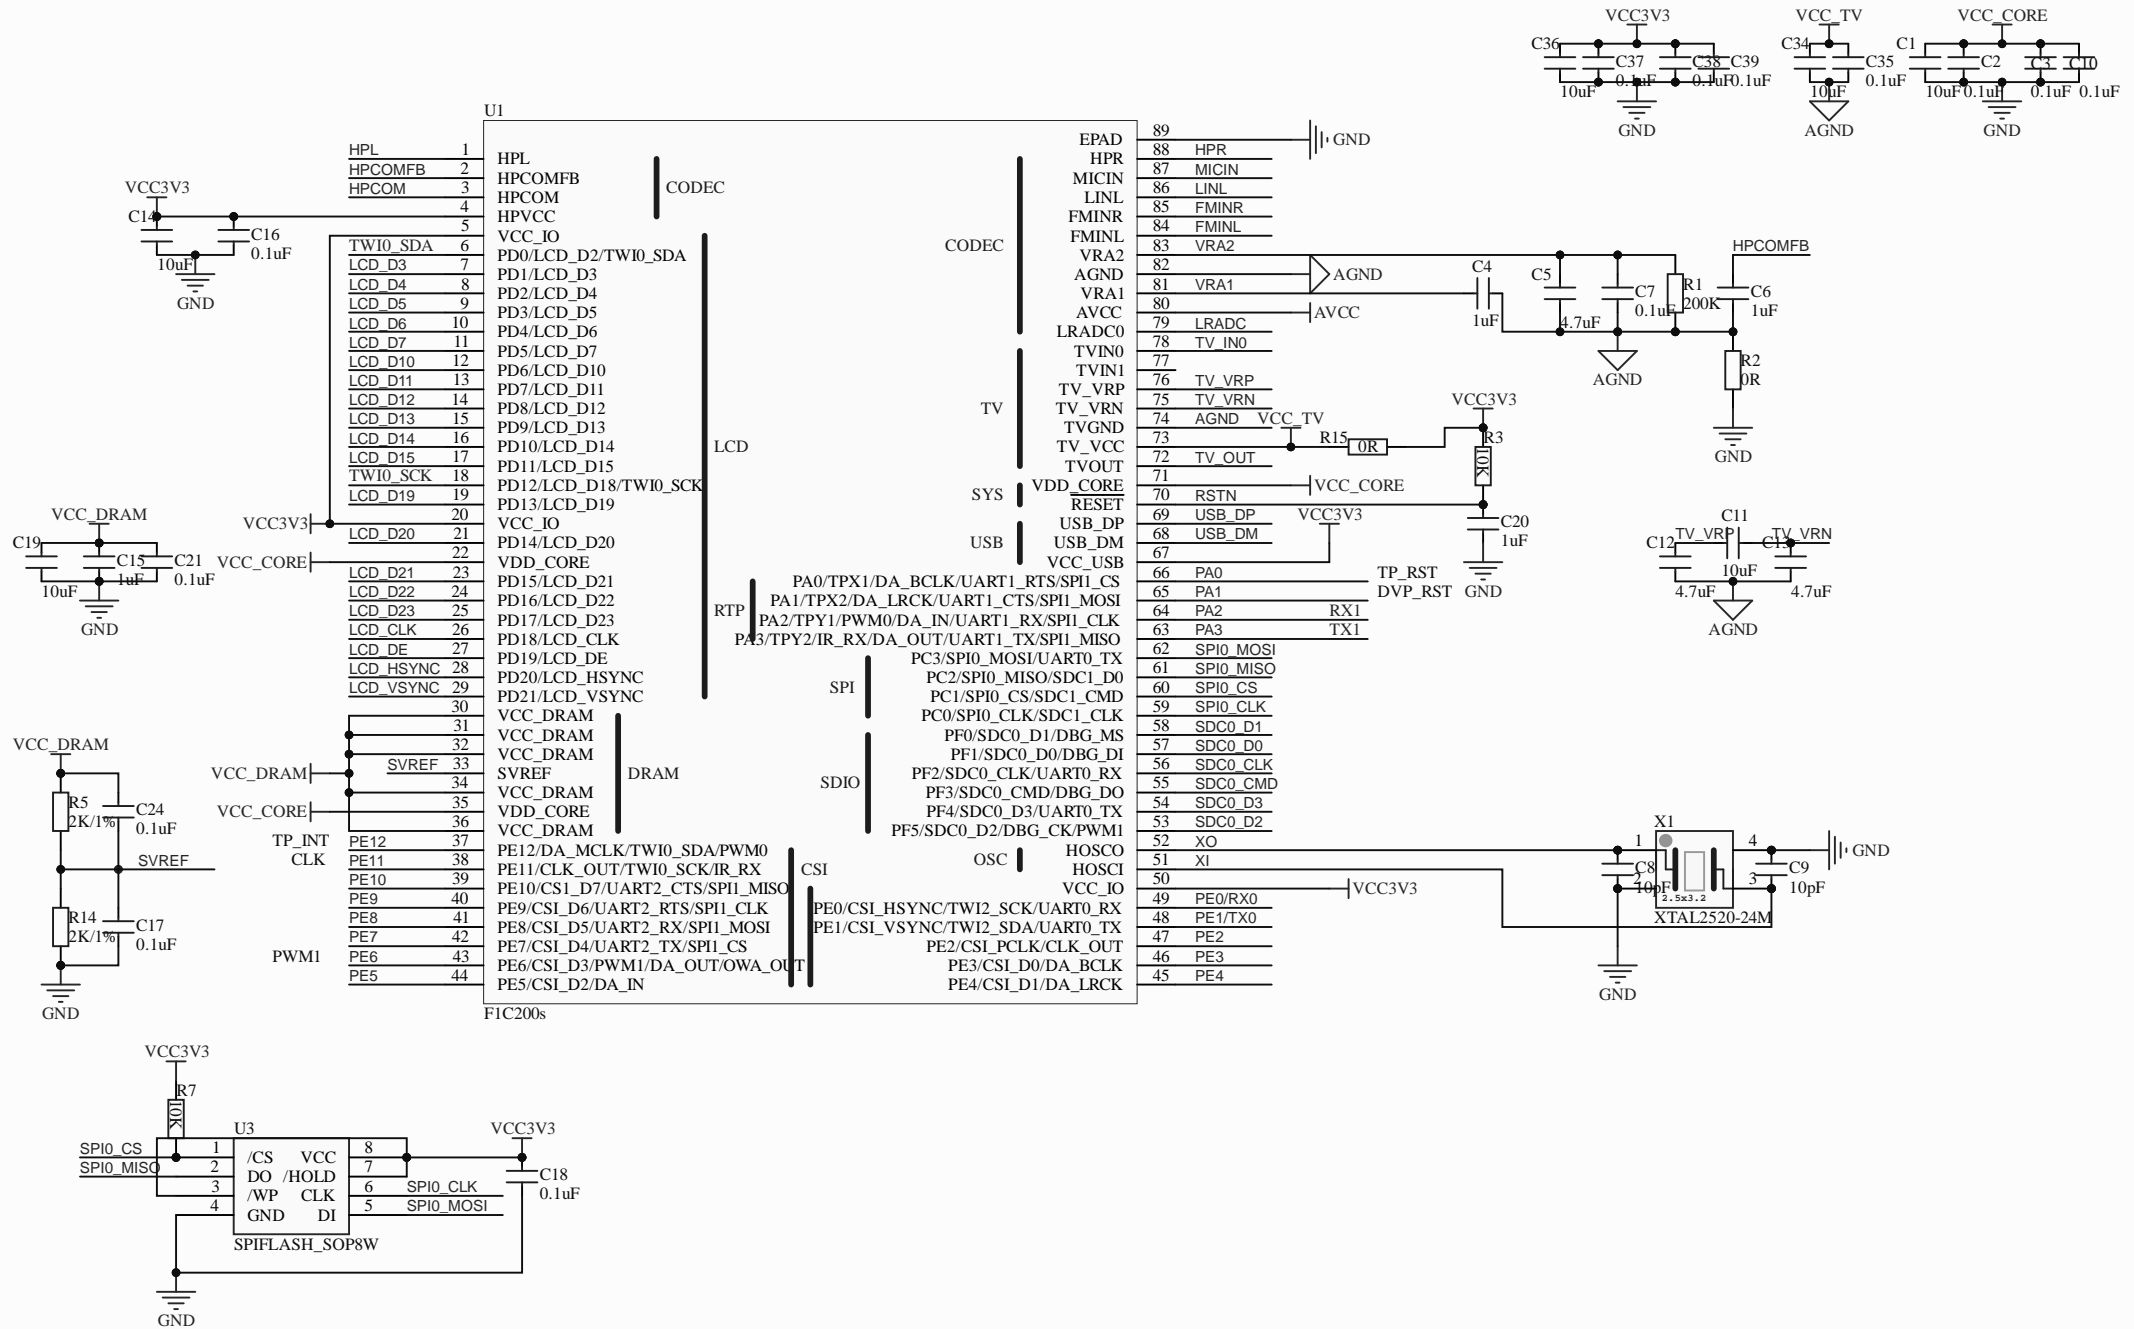 VCC3V3
C36
C37
C38
C39
10uF
0.1uF
0.1uF
0.1uF
GND
VCC_TV
C34
C35
10uF
0.1uF
AGND
VCC_CORE
C1
C2
C3
C10
10uF
0.1uF
0.1uF
0.1uF
GND
U1
HPL 1 HPL
HPCOMFB 2 HPCOMFB
HPCOM 3 HPCOM
4 HPVCC
5 VCC_IO
TWI0_SDA 6 PD0/LCD_D2/TWI0_SDA
LCD_D3 7 PD1/LCD_D3
LCD_D4 8 PD2/LCD_D4
LCD_D5 9 PD3/LCD_D5
LCD_D6 10 PD4/LCD_D6
LCD_D7 11 PD5/LCD_D7
LCD_D10 12 PD6/LCD_D10
LCD_D11 13 PD7/LCD_D11
LCD_D12 14 PD8/LCD_D12
LCD_D13 15 PD9/LCD_D13
LCD_D14 16 PD10/LCD_D14
LCD_D15 17 PD11/LCD_D15
TWI0_SCK 18 PD12/LCD_D18/TWI0_SCK
LCD_D19 19 PD13/LCD_D19
VCC3V3 20 VCC_IO
LCD_D20 21 PD14/LCD_D20
VCC_CORE 22 VDD_CORE
LCD_D21 23 PD15/LCD_D21
LCD_D22 24 PD16/LCD_D22
LCD_D23 25 PD17/LCD_D23
LCD_CLK 26 PD18/LCD_CLK
LCD_DE 27 PD19/LCD_DE
LCD_HSYNC 28 PD20/LCD_HSYNC
LCD_VSYNC 29 PD21/LCD_VSYNC
30 VCC_DRAM
31 VCC_DRAM
32 VCC_DRAM
SVREF 33 SVREF
VCC_DRAM
34 VCC_DRAM
VCC_CORE 35 VDD_CORE
36 VCC_DRAM
TP_INT PE12 37 PE12/DA_MCLK/TWI0_SDA/PWM0
CLK PE11 38 PE11/CLK_OUT/TWI0_SCK/IR_RX
PE10 39 PE10/CS1_D7/UART2_CTS/SPI1_MISO
PE9 40 PE9/CSI_D6/UART2_RTS/SPI1_CLK
PE8 41 PE8/CSI_D5/UART2_RX/SPI1_MOSI
PE7 42 PE7/CSI_D4/UART2_TX/SPI1_CS
PWM1 PE6 43 PE6/CSI_D3/PWM1/DA_OUT/OWA_OUT
PE5 44 PE5/CSI_D2/DA_IN
F1C200s
CODEC
LCD
DRAM
CSI
CODEC
TV
SYS
USB
RTP
SPI
SDIO
OSC
EPAD 89 GND
HPR 88 HPR
MICIN 87 MICIN
LINL 86 LINL
FMINR 85 FMINR
FMINL 84 FMINL
VRA2 83 VRA2
AGND 82 AGND
VRA1 81 VRA1
AVCC 80 AVCC
LRADC0 79 LRADC
TVIN0 78 TV_IN0
TVIN1 77
TV_VRP 76 TV_VRP
TV_VRN 75 TV_VRN
TVGND 74 AGND
TV_VCC 73
TVOUT 72 TV_OUT
VDD_CORE 71 VCC_CORE
RESET 70 RSTN
USB_DP 69 USB_DP
USB_DM 68 USB_DM
VCC_USB 67 VCC3V3
PA0/TPX1/DA_BCLK/UART1_RTS/SPI1_CS 66 PA0 TP_RST
PA1/TPX2/DA_LRCK/UART1_CTS/SPI1_MOSI 65 PA1 DVP_RST
PA2/TPY1/PWM0/DA_IN/UART1_RX/SPI1_CLK 64 PA2 RX1
PA3/TPY2/IR_RX/DA_OUT/UART1_TX/SPI1_MISO 63 PA3 TX1
PC3/SPI0_MOSI/UART0_TX 62 SPI0_MOSI
PC2/SPI0_MISO/SDC1_D0 61 SPI0_MISO
PC1/SPI0_CS/SDC1_CMD 60 SPI0_CS
PC0/SPI0_CLK/SDC1_CLK 59 SPI0_CLK
PF0/SDC0_D1/DBG_MS 58 SDC0_D1
PF1/SDC0_D0/DBG_DI 57 SDC0_D0
PF2/SDC0_CLK/UART0_RX 56 SDC0_CLK
PF3/SDC0_CMD/DBG_DO 55 SDC0_CMD
PF4/SDC0_D3/UART0_TX 54 SDC0_D3
PF5/SDC0_D2/DBG_CK/PWM1 53 SDC0_D2
HOSCO 52 XO
HOSCI 51 XI
VCC_IO 50 VCC3V3
PE0/CSI_HSYNC/TWI2_SCK/UART0_RX 49 PE0/RX0
PE1/CSI_VSYNC/TWI2_SDA/UART0_TX 48 PE1/TX0
PE2/CSI_PCLK/CLK_OUT 47 PE2
PE3/CSI_D0/DA_BCLK 46 PE3
PE4/CSI_D1/DA_LRCK 45 PE4
VCC3V3
C14
C16
10uF
0.1uF
GND
VCC_DRAM
C19
C15
C21
10uF
1uF
0.1uF
GND
VCC_DRAM
R5
2K/1%
C24
0.1uF
SVREF
R14
2K/1%
C17
0.1uF
GND
C4
1uF
C5
4.7uF
C7
0.1uF
R1
200K
HPCOMFB
C6
1uF
AGND
R2
0R
GND
VCC_TV
R15
0R
VCC3V3
R3
10K
C20
1uF
GND
TV_VRP
C11
TV_VRN
C12
C13
10uF
4.7uF
4.7uF
AGND
X1
1
4
GND
C8
10pF
2
3
C9
10pF
2.5x3.2
XTAL2520-24M
GND
VCC3V3
R7
10K
U3
VCC3V3
SPI0_CS 1 /CS VCC 8
SPI0_MISO 2 DO /HOLD 7
3 /WP CLK 6 SPI0_CLK
4 GND DI 5 SPI0_MOSI
C18
0.1uF
SPIFLASH_SOP8W
GND